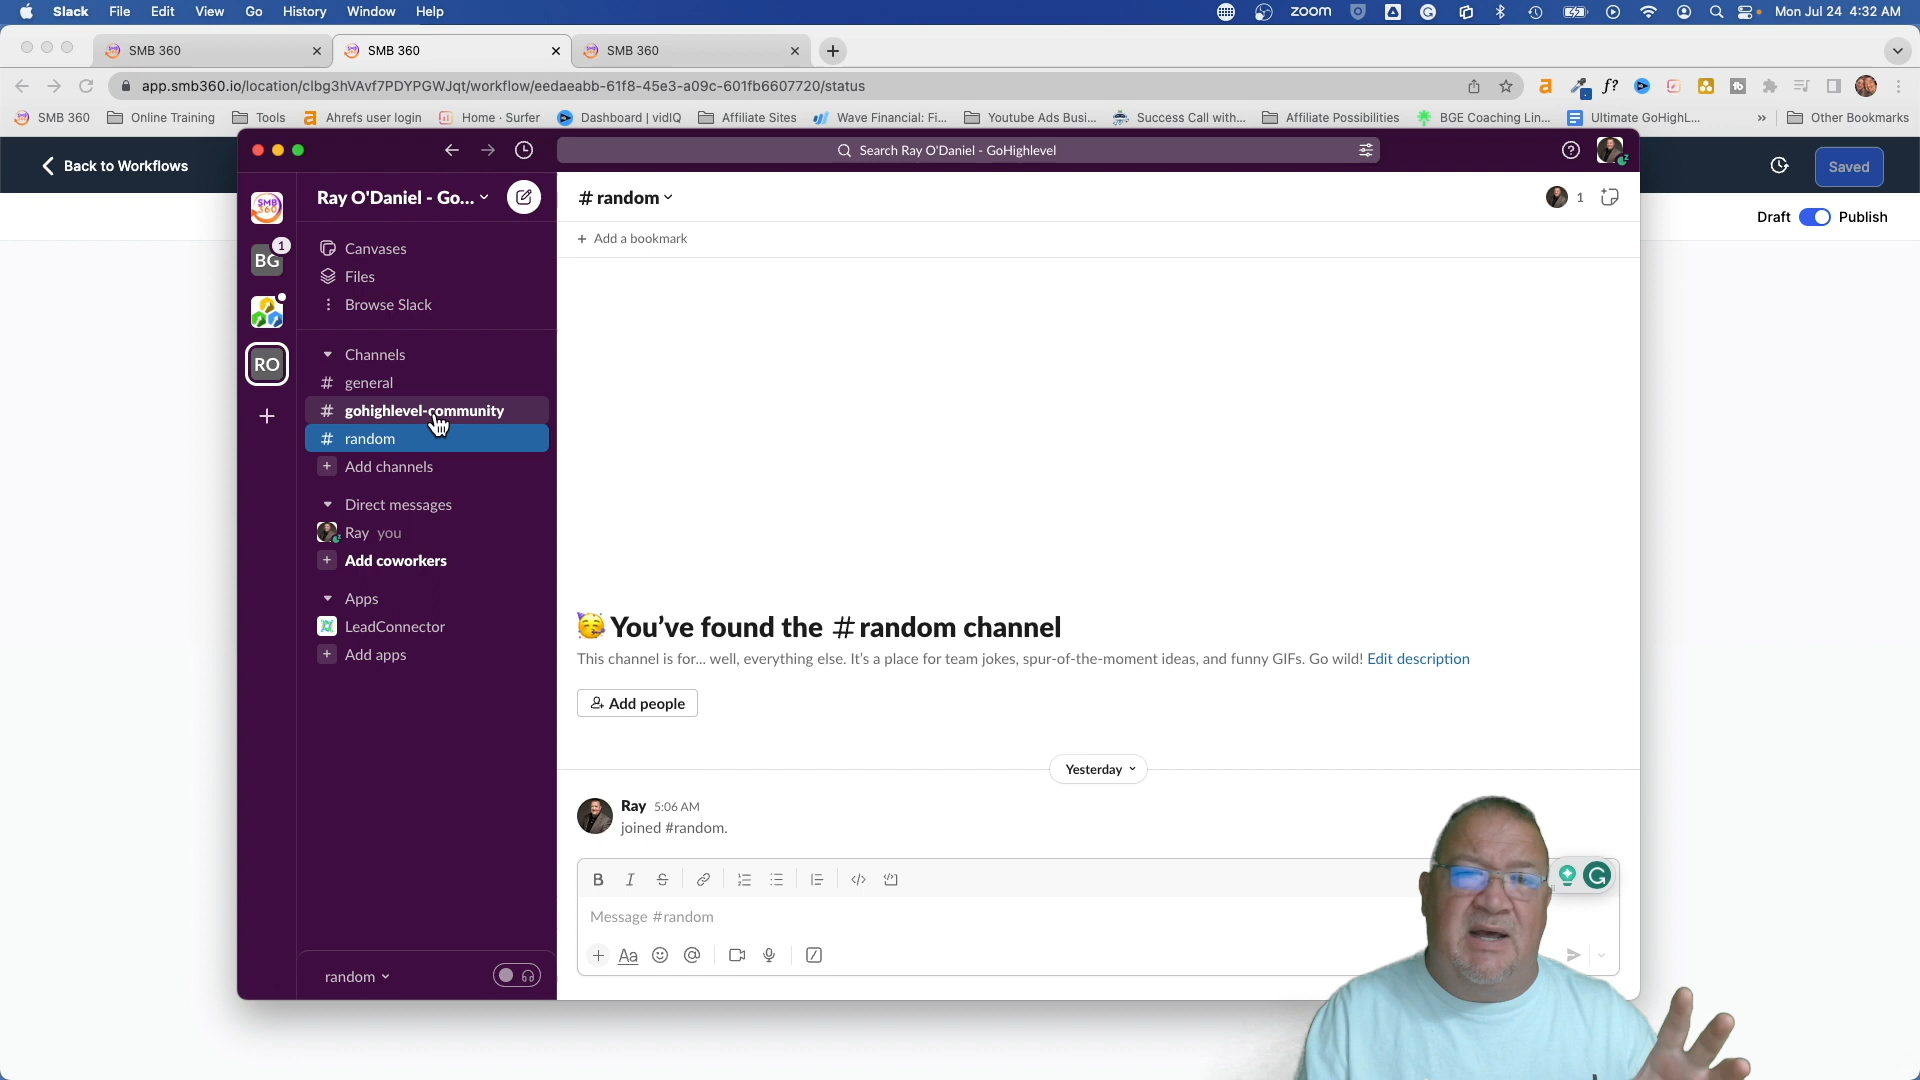 Slack File Edit View Go History Window Help
zoom Mon Jul 24 4:32 AM
SMB 360 SMB 360 SMB 360
app.smb360.io/location/clbg3hVAvf7PDYPGWJqt/workflow/eedaeabb-61f8-45e3-a09c-601fb6607720/status
SMB 360 Online Training Tools Ahrefs user login Home · Surfer Dashboard | vidIQ Affiliate Sites Wave Financial: Fi... Youtube Ads Busi... Success Call with... Affiliate Possibilities BGE Coaching Lin... Ultimate GoHighL... » Other Bookmarks
Back to Workflows
Saved
Draft Publish
Search Ray O'Daniel - GoHighlevel
SMB
360
BG
1
RO
Ray O'Daniel - Go...
Canvases
Files
Browse Slack
Channels
# general
# gohighlevel-community
# random
+ Add channels
Direct messages
Ray you
+ Add coworkers
Apps
LeadConnector
+ Add apps
random
# random
1
+ Add a bookmark
You’ve found the # random channel
This channel is for... well, everything else. It’s a place for team jokes, spur-of-the-moment ideas, and funny GIFs. Go wild! Edit description
Add people
Yesterday
Ray 5:06 AM
joined #random.
B I S
Message #random
+ Aa @